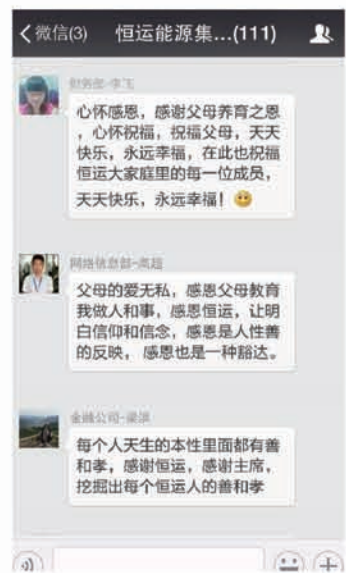 微信(3) 恒运能源集...(111)
财务部-李飞
心怀感恩，感谢父母养育之恩
，心怀祝福，祝福父母，天天
快乐，永远幸福，在此也祝福
恒运大家庭里的每一位成员，
天天快乐，永远幸福！
网络信息部-高超
父母的爱无私，感恩父母教育
我做人和事，感恩恒运，让明
白信仰和信念，感恩是人性善
的反映， 感恩也是一种豁达。
金融公司-梁淇
每个人天生的本性里面都有善
和孝，感谢恒运，感谢主席，
挖掘出每个恒运人的善和孝